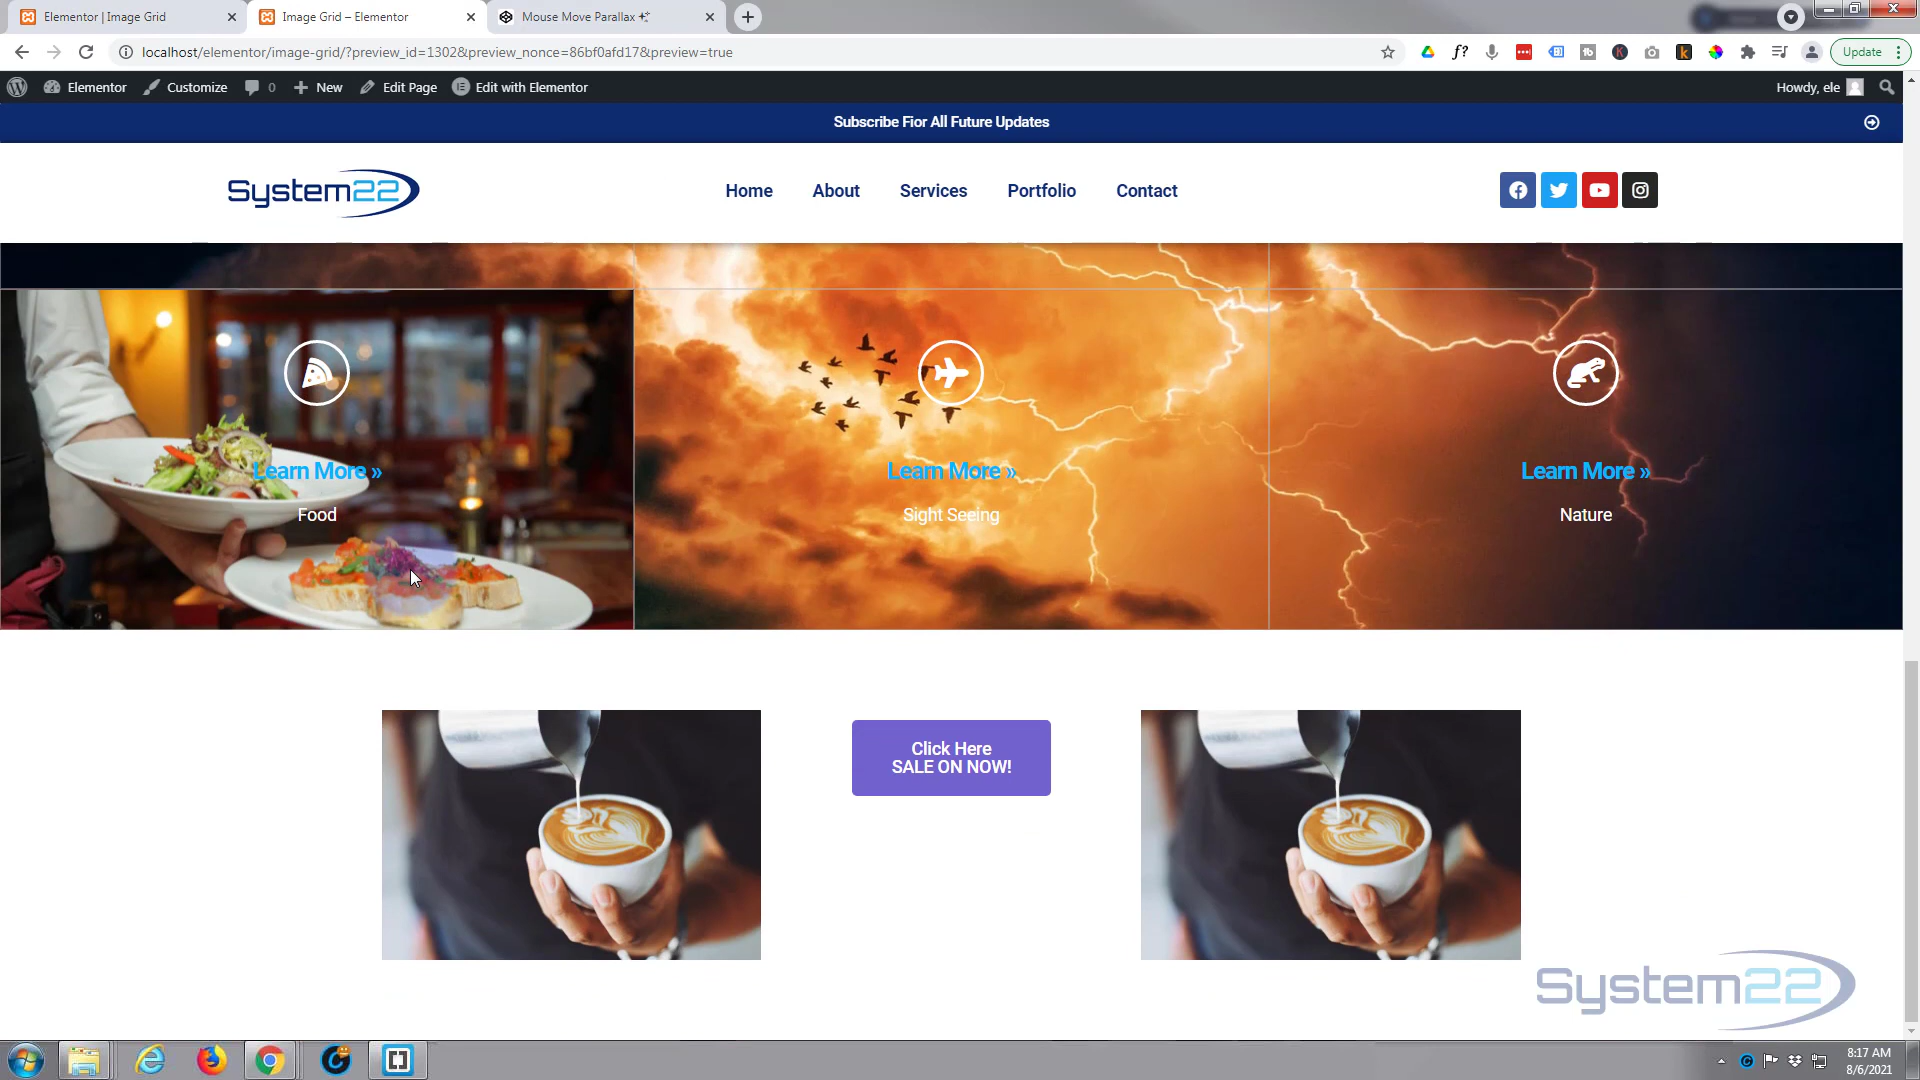 Elementor | Image Grid
Image Grid – Elementor
Mouse Move Parallax
localhost/elementor/image-grid/?preview_id=1302&preview_nonce=86bf0afd17&preview=true
f?
Update
Elementor
Customize
0
New
Edit Page
Edit with Elementor
Howdy, ele
Subscribe Fior All Future Updates
System22
Home
About
Services
Portfolio
Contact
Learn More »
Food
Learn More »
Sight Seeing
Learn More »
Nature
Click Here
SALE ON NOW!
System22
8:17 AM
8/6/2021